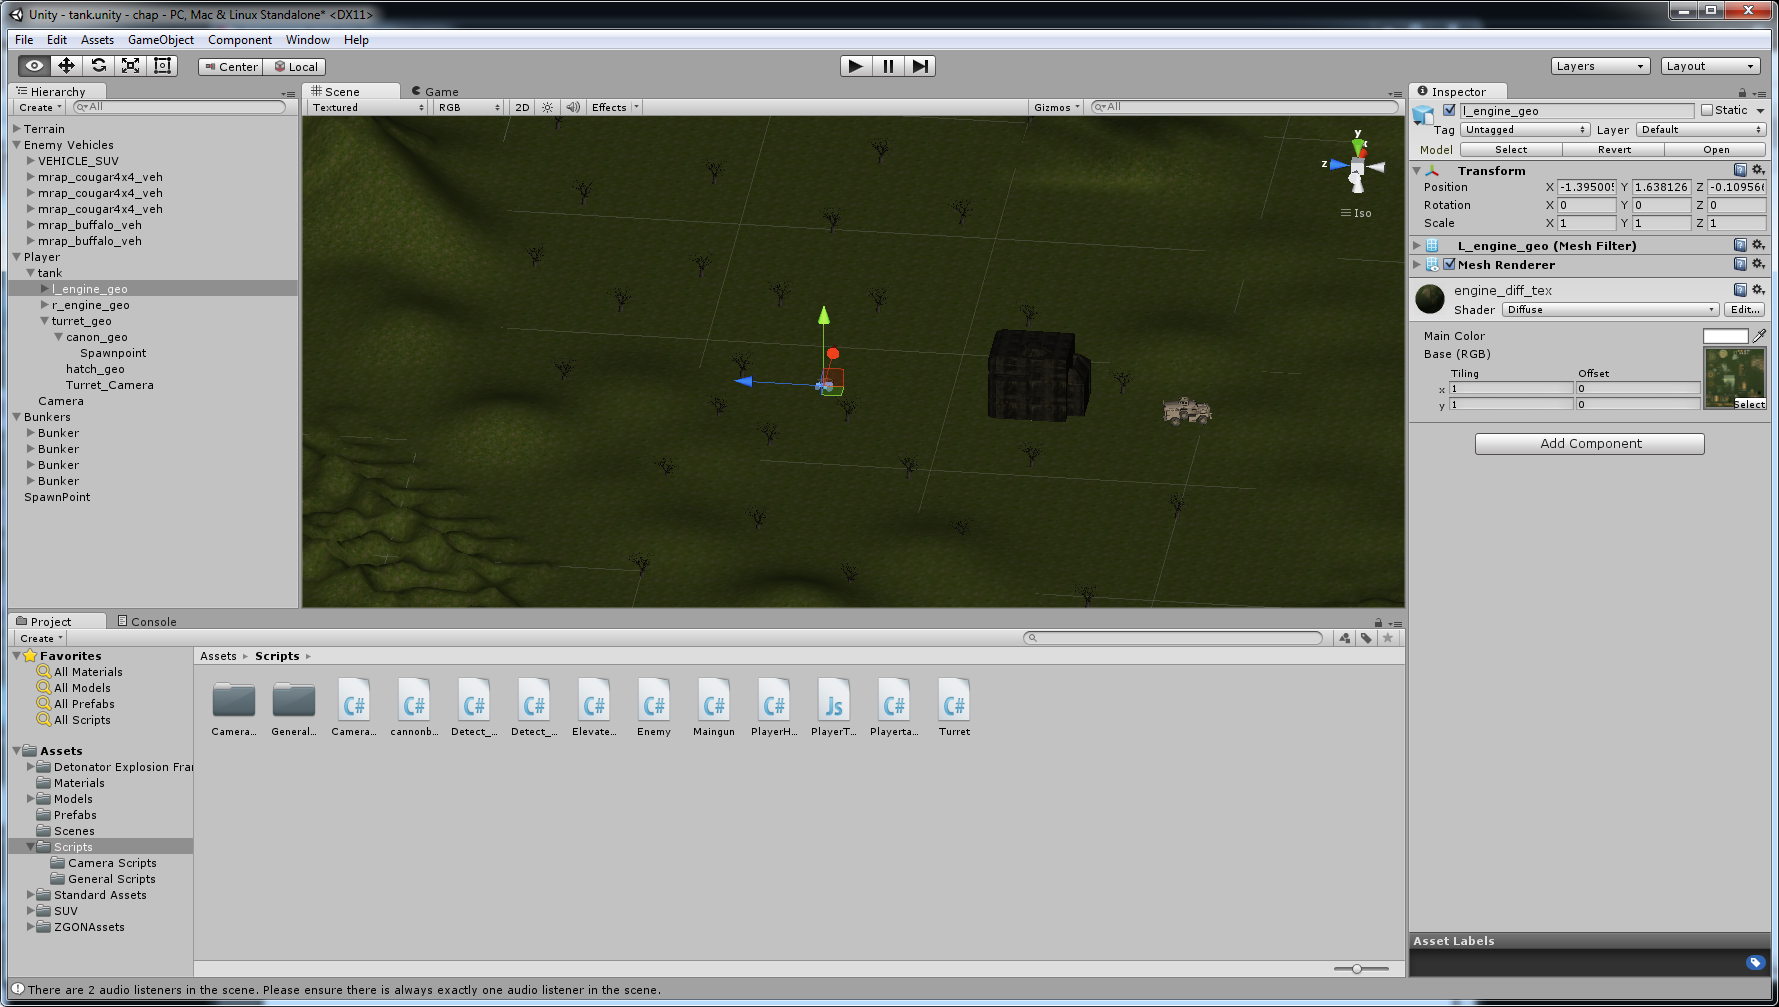 Unity - tank.unity - chap - PC, Mac & Linux Standalone* <DX11>
File Edit Assets GameObject Component Window Help
Center Local Layers Layout
Hierarchy
Create All
Terrain
Enemy Vehicles
VEHICLE_SUV
mrap_cougar4x4_veh
mrap_cougar4x4_veh
mrap_cougar4x4_veh
mrap_buffalo_veh
mrap_buffalo_veh
Player
tank
l_engine_geo
r_engine_geo
turret_geo
canon_geo
Spawnpoint
hatch_geo
Turret_Camera
Camera
Bunkers
Bunker
Bunker
Bunker
Bunker
SpawnPoint
Scene Game
Textured RGB 2D Effects Gizmos All
y
x
z
Iso
Inspector
l_engine_geo Static
Tag Untagged Layer Default
Model Select Revert Open
Transform
Position X -1.395005 Y 1.638126 Z -0.109566
Rotation X 0 Y 0 Z 0
Scale X 1 Y 1 Z 1
L_engine_geo (Mesh Filter)
Mesh Renderer
engine_diff_tex
Shader Diffuse Edit...
Main Color
Base (RGB)
Tiling Offset
x 1 0
y 1 0
Select
Add Component
Asset Labels
Project Console
Create
Favorites
All Materials
All Models
All Prefabs
All Scripts
Assets
Detonator Explosion Fra
Materials
Models
Prefabs
Scenes
Scripts
Camera Scripts
General Scripts
Standard Assets
SUV
ZGONAssets
Assets Scripts
C# C# C# C# C# C# C# C# Js C# C#
Camera... General... Camera... cannonb... Detect_... Detect_... Elevate... Enemy Maingun PlayerH... PlayerT... Playerta... Turret
There are 2 audio listeners in the scene. Please ensure there is always exactly one audio listener in the scene.